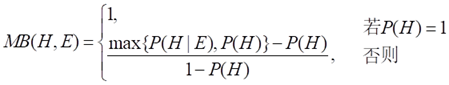 MB(H, E) = { 1, 若P(H) = 1
max{P(H | E), P(H)} − P(H) / 1 − P(H) , 否则